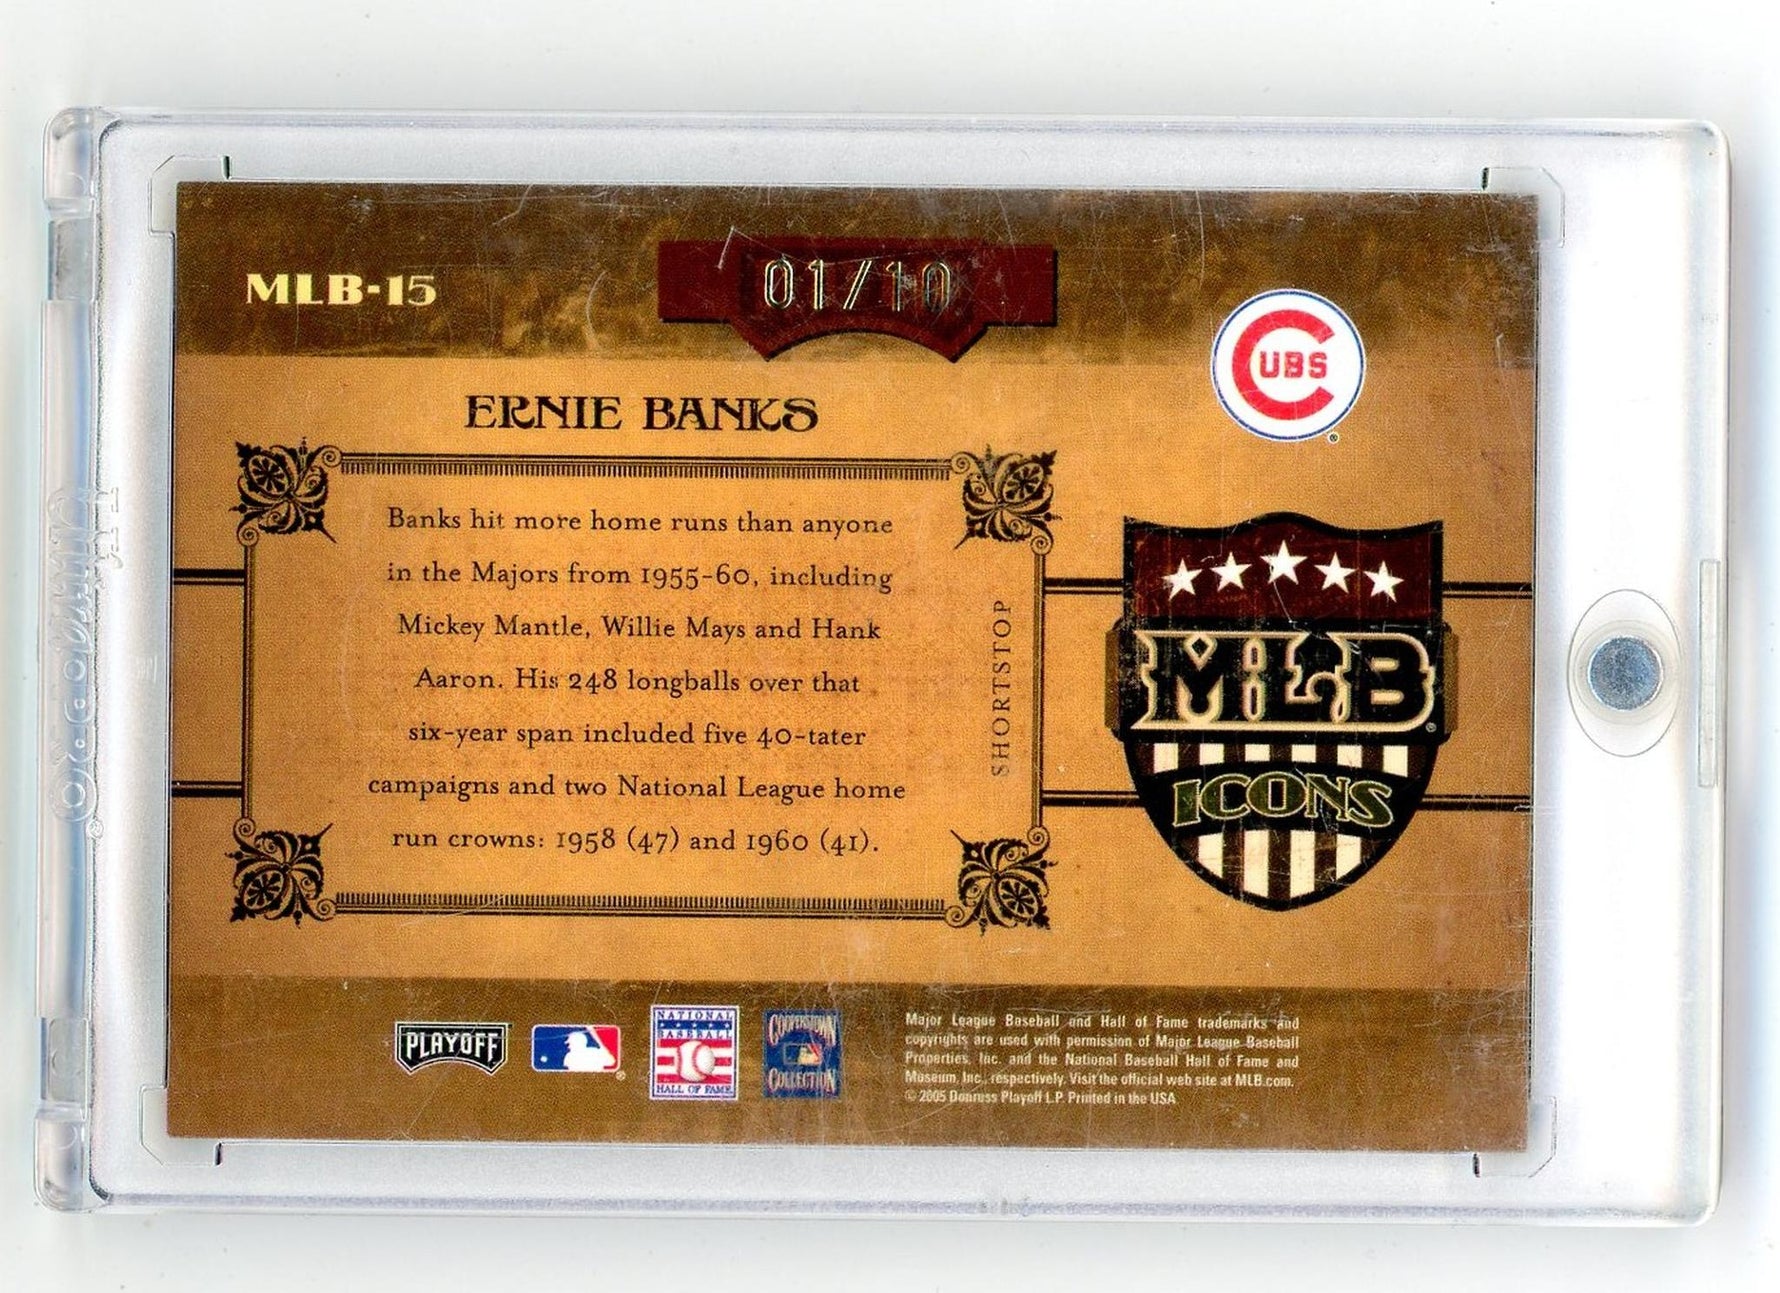 MLB-15
01/10
CUBS
ERNIE BANKS
Banks hit more home runs than anyone
in the Majors from 1955-60, including
Mickey Mantle, Willie Mays and Hank
Aaron. His 248 longballs over that
six-year span included five 40-tater
campaigns and two National League home
run crowns: 1958 (47) and 1960 (41).
SHORTSTOP
MLB
ICONS
PLAYOFF
NATIONAL
BASEBALL
HALL OF FAME
COOPERSTOWN
COLLECTION
Major League Baseball and Hall of Fame trademarks and
copyrights are used with permission of Major League Baseball
Properties, Inc. and the National Baseball Hall of Fame and
Museum, Inc., respectively. Visit the official web site at MLB.com.
© 2005 Donruss Playoff L.P. Printed in the USA